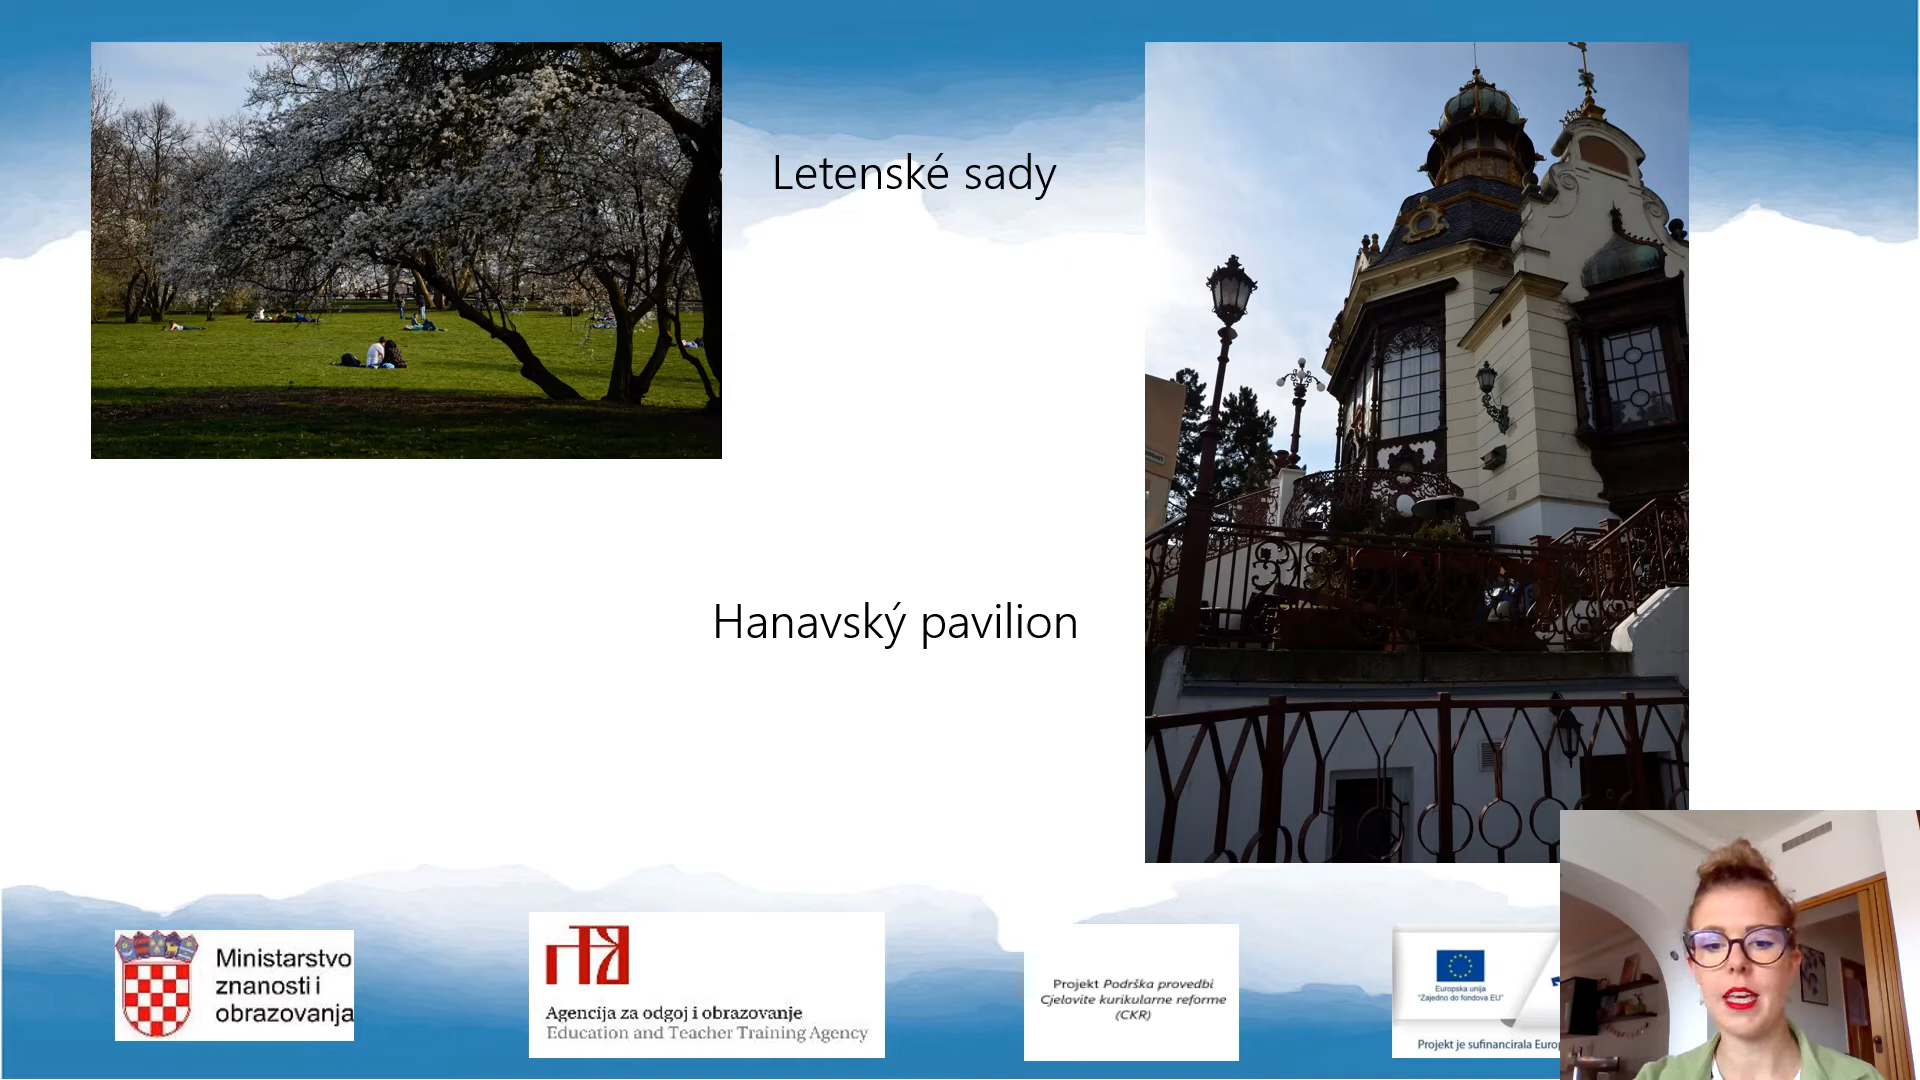 Letenské sady
Hanavský pavilion
Ministarstvo
znanosti i
obrazovanja
Agencija za odgoj i obrazovanje
Education and Teacher Training Agency
Projekt Podrška provedbi
Cjelovite kurikularne reforme
(CKR)
Europska unija
"Zajedno do fondova EU"
Projekt je sufinancirala Europ